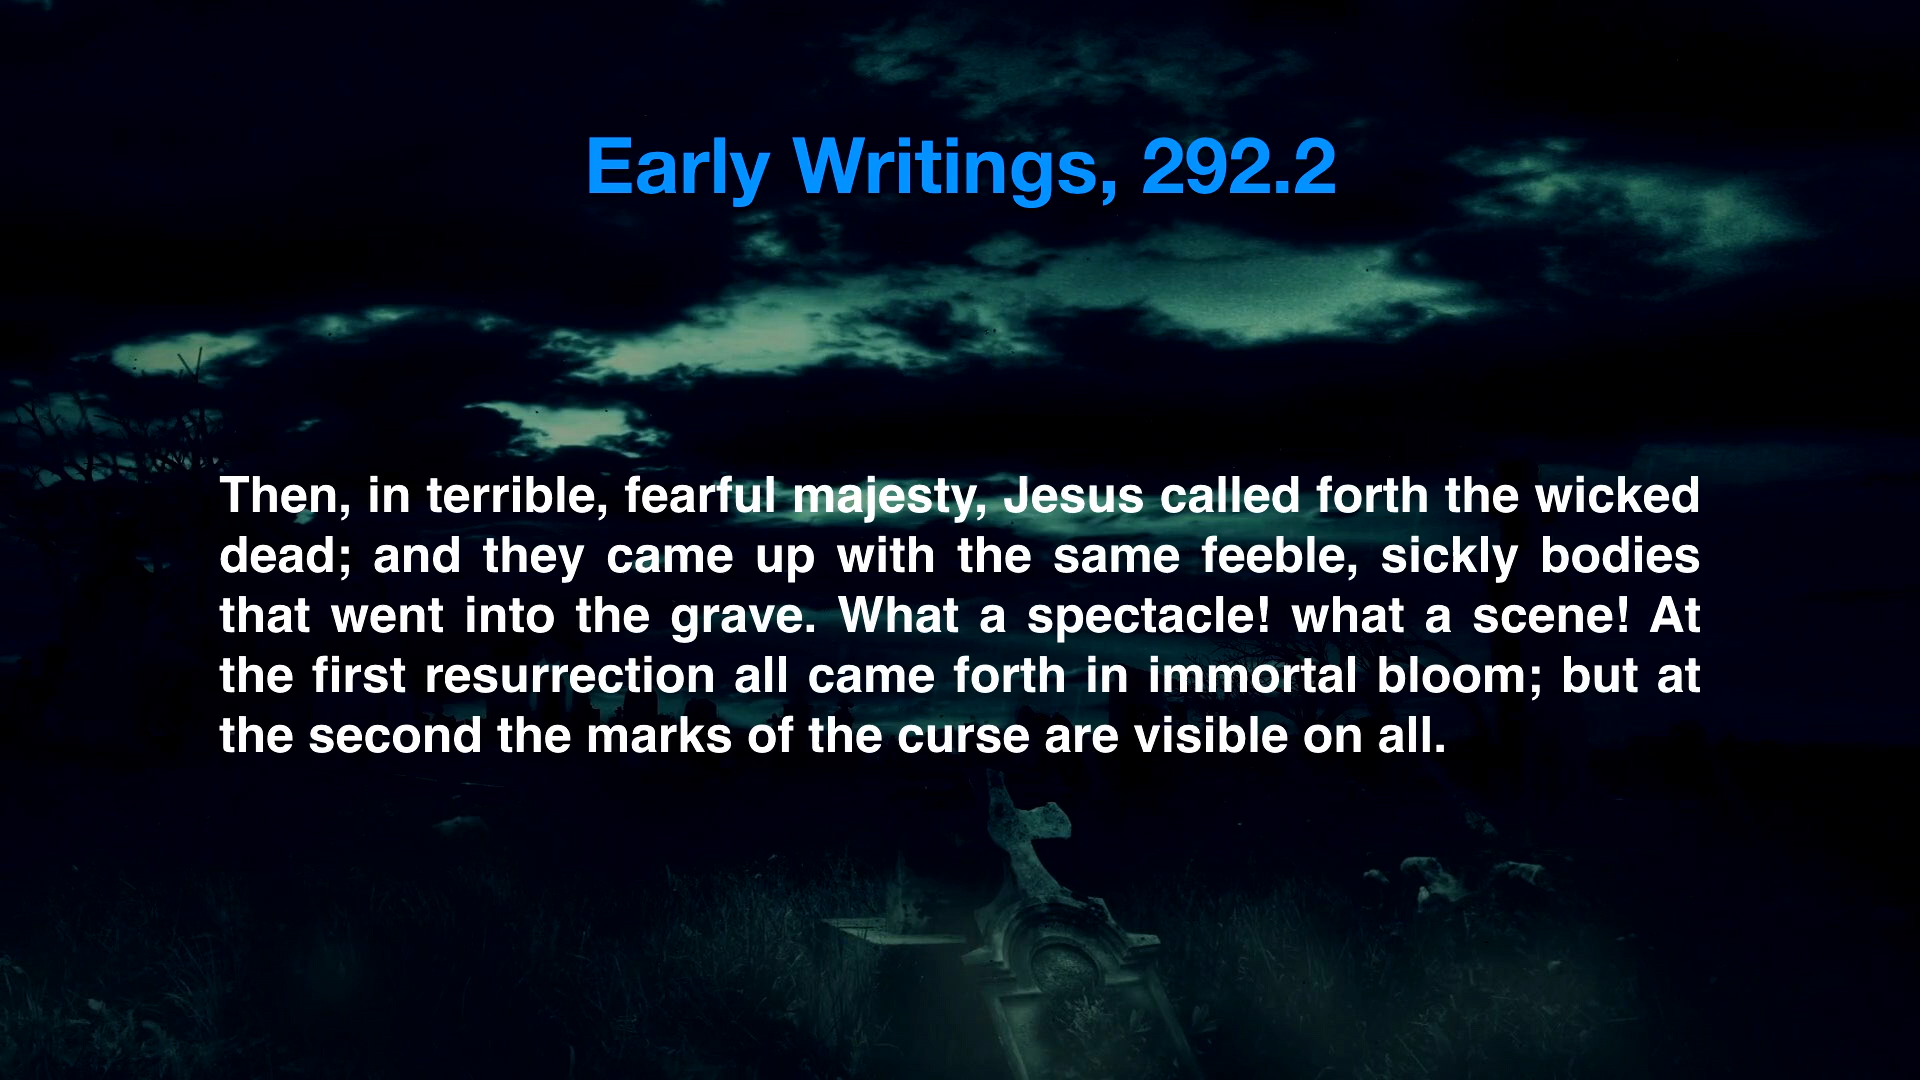 Early Writings, 292.2
Then, in terrible, fearful majesty, Jesus called forth the wicked
dead; and they came up with the same feeble, sickly bodies
that went into the grave. What a spectacle! what a scene! At
the first resurrection all came forth in immortal bloom; but at
the second the marks of the curse are visible on all.